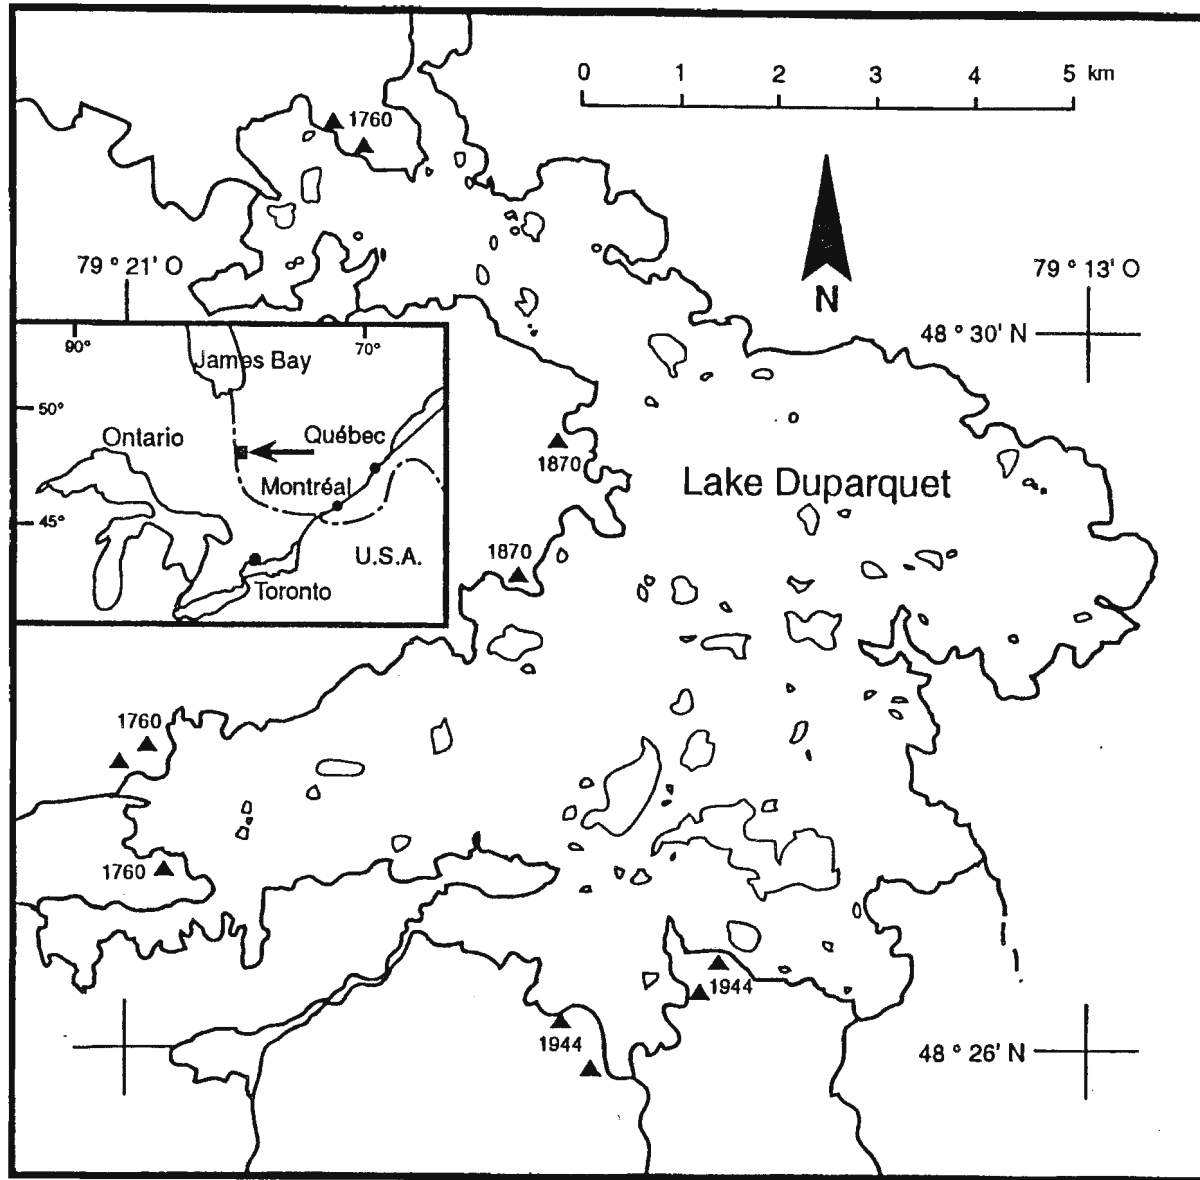 0 1 2 3 4 5 km
1760
79 ° 21' O
79 ° 13' O
N
48 ° 30' N
90°
70°
James Bay
50°
Ontario
Québec
Montréal
45°
U.S.A.
Toronto
1870
Lake Duparquet
1870
1760
1760
1944
1944
48 ° 26' N